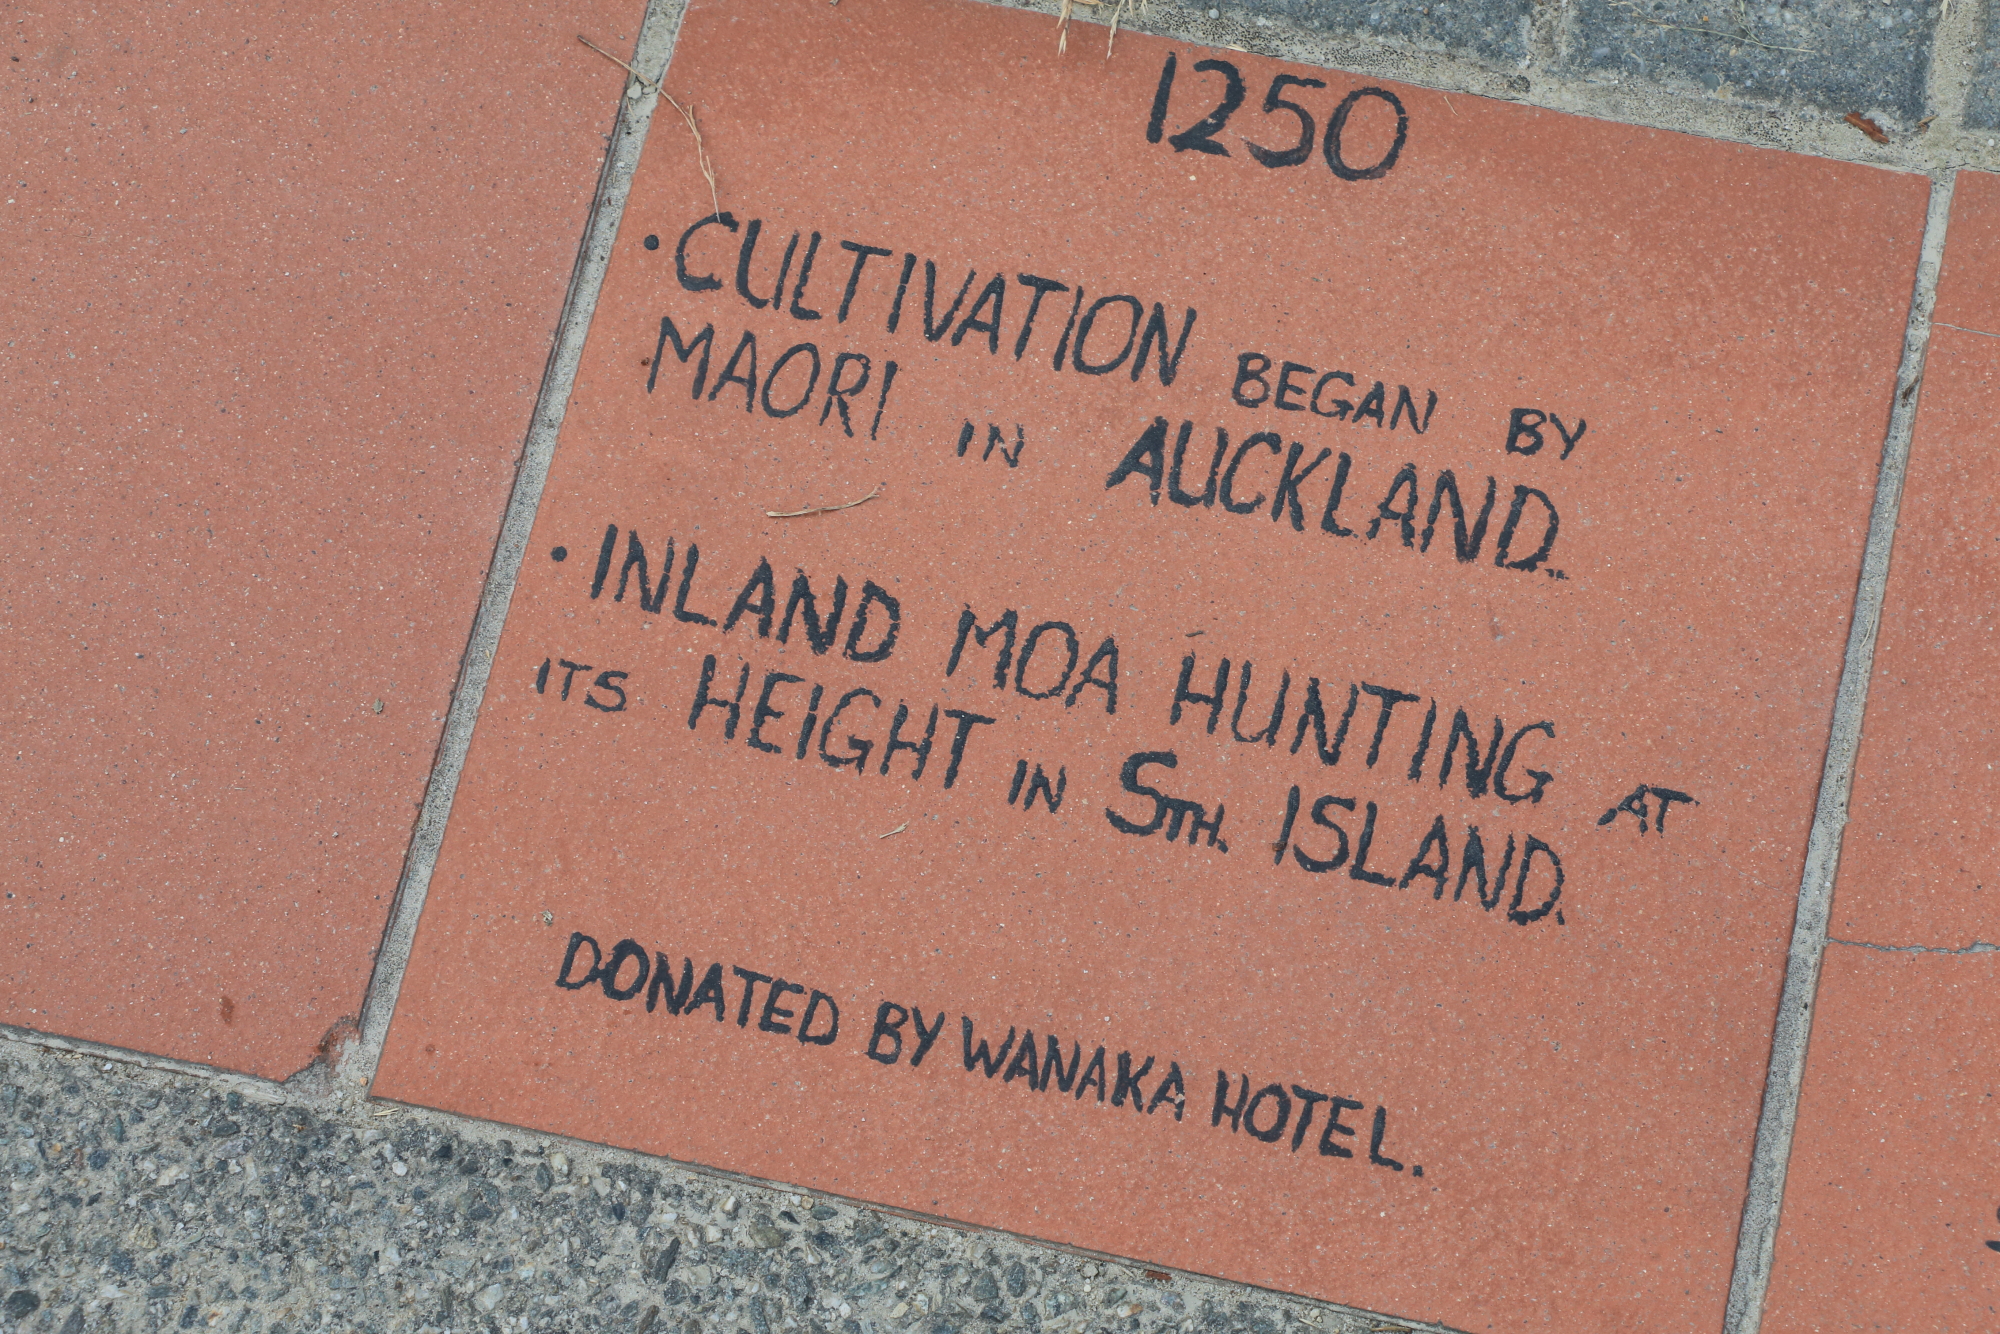 1250
• CULTIVATION BEGAN BY
MAORI IN AUCKLAND.
• INLAND MOA HUNTING AT
ITS HEIGHT IN STH. ISLAND.
DONATED BY WANAKA HOTEL.